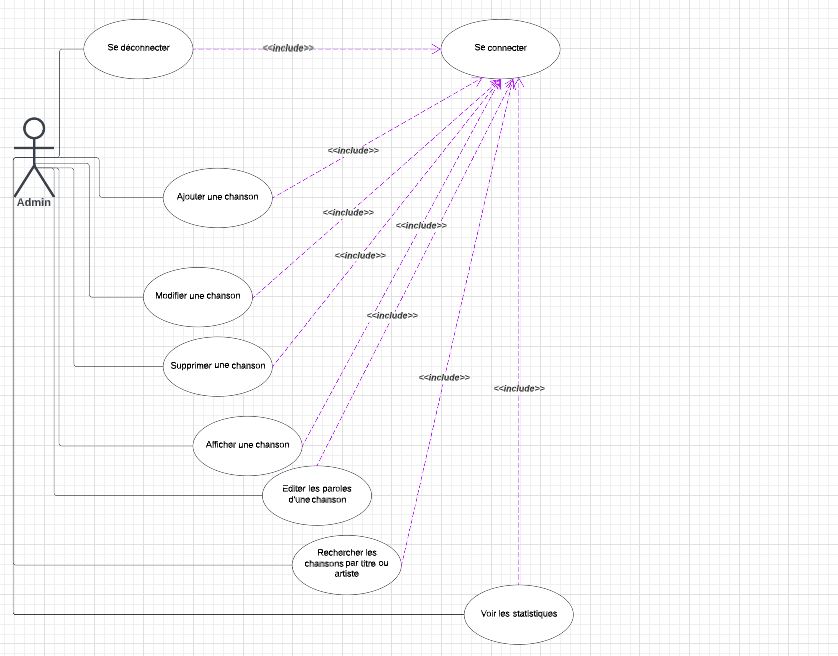 Se déconnecter
<<include>>
Se connecter
Admin
<<include>>
Ajouter une chanson
<<include>>
<<include>>
<<include>>
Modifier une chanson
<<include>>
Supprimer une chanson
<<include>>
<<include>>
Afficher une chanson
Editer les paroles
d'une chanson
Rechercher les
chansons par titre ou
artiste
Voir les statistiques